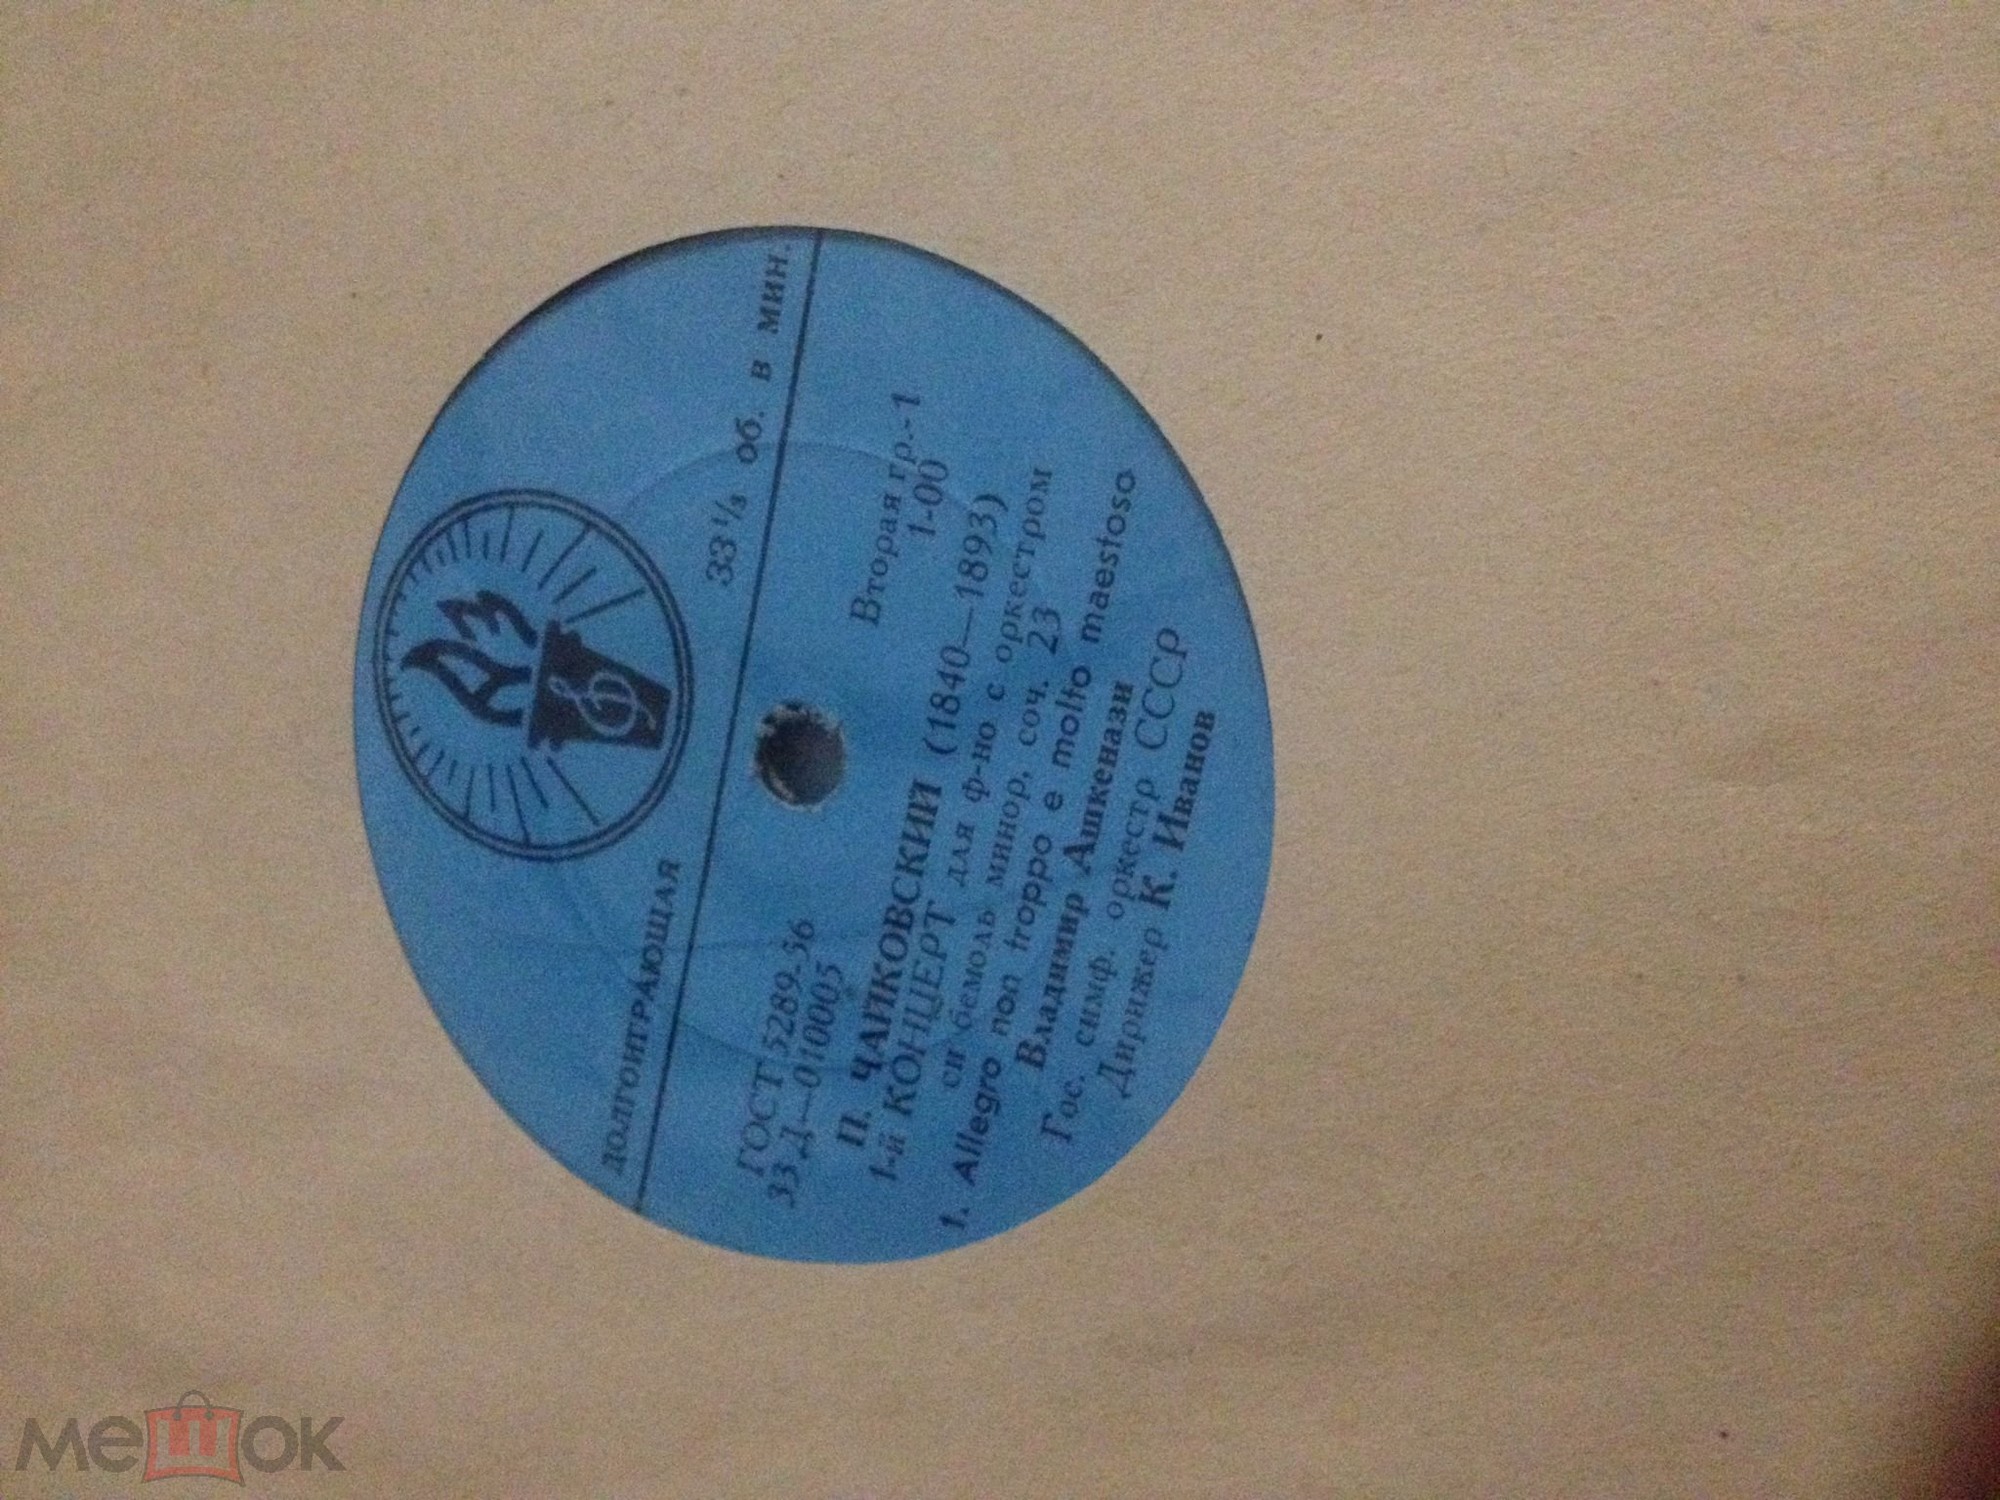 ДОЛГОИГРАЮЩАЯ
33 1/3 об. в мин.
ГОСТ 5289-56
33 Д—010005
Вторая гр.-1
1-00
П. ЧАЙКОВСКИЙ (1840—1893)
1-й КОНЦЕРТ для ф-но с оркестром
си бемоль минор, соч. 23
1. Allegro non troppo e molto maestoso
Владимир Ашкенази
Гос. симф. оркестр СССР
Дирижер К. Иванов
мешок